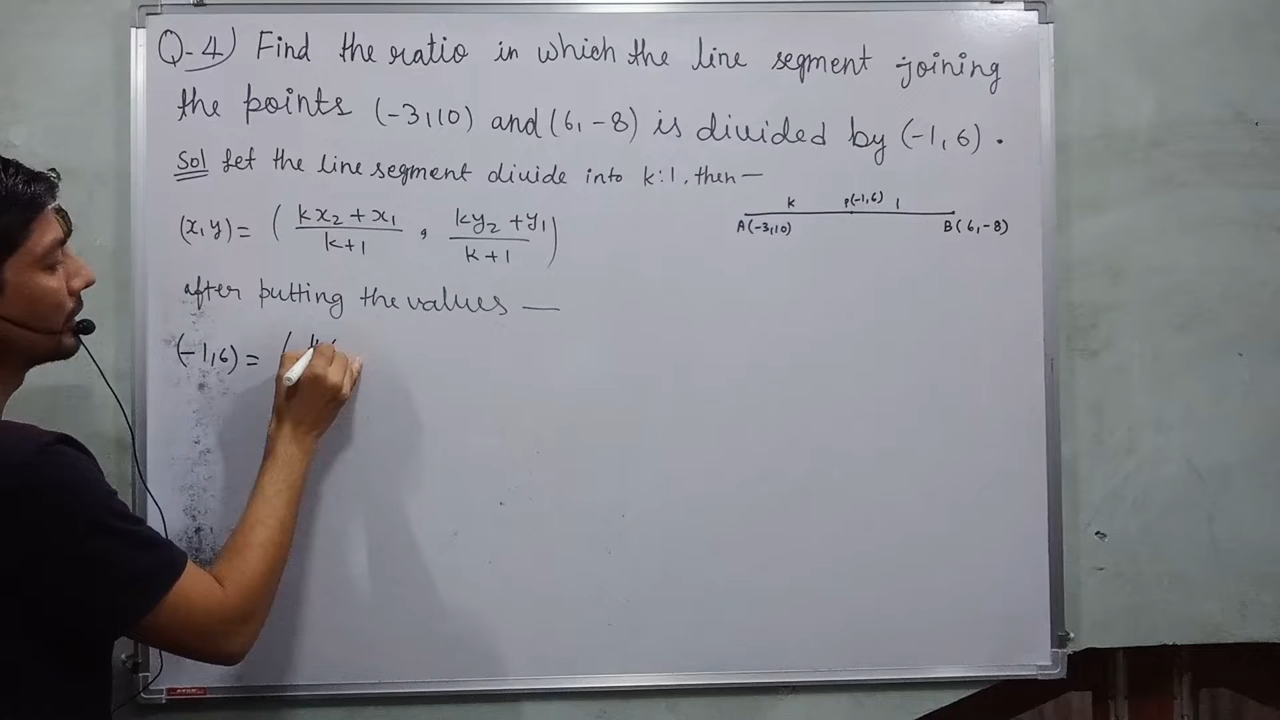 Q-4) Find the ratio in which the line segment joining
the points (-3,10) and (6,-8) is divided by (-1,6).
Sol Let the line segment divide into k:1, then —
(x,y) = ( kx₂+x₁ / k+1 , ky₂+y₁ / k+1 )
after putting the values —
(-1,6) = (
k P(-1,6) 1
A(-3,10) B(6,-8)